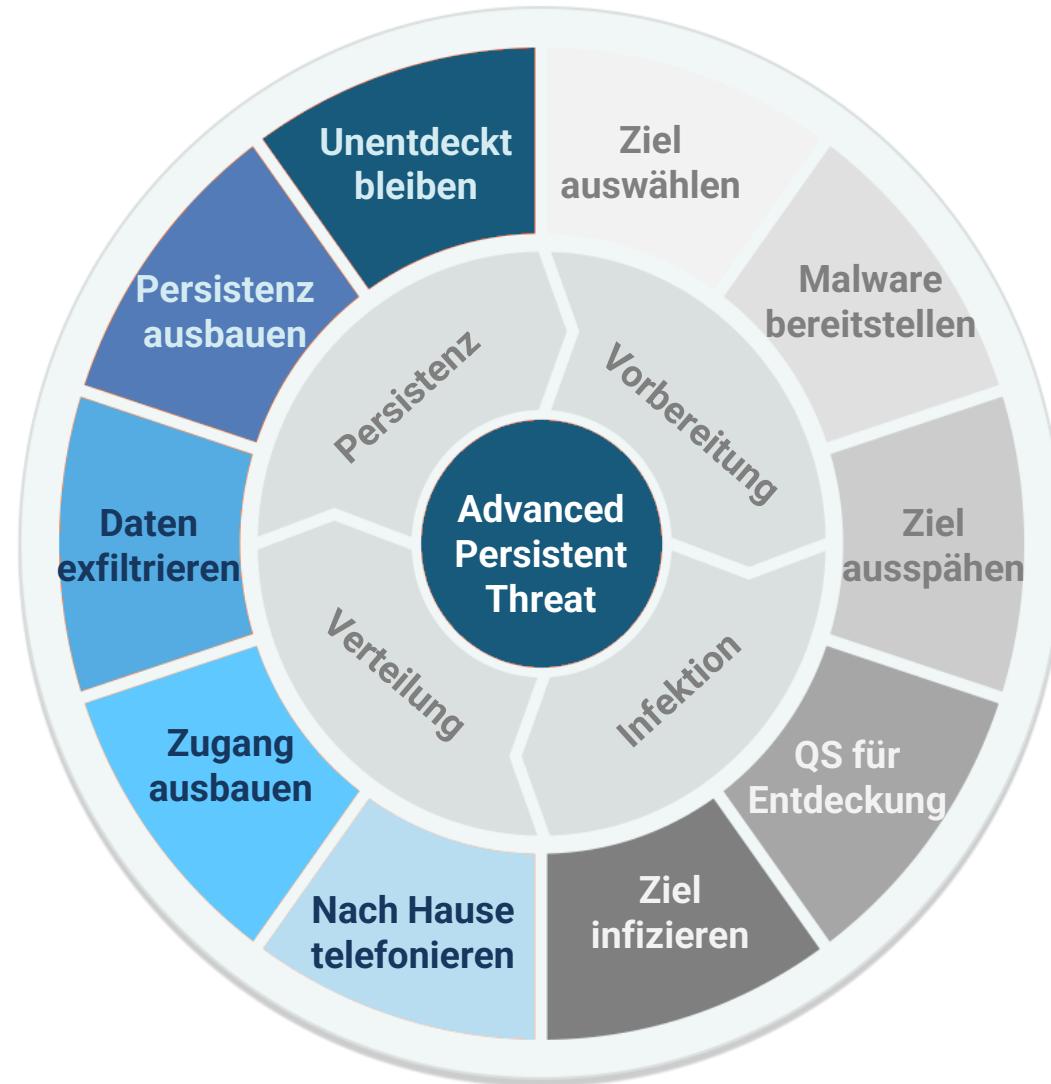 Unentdeckt
bleiben
Ziel
auswählen
Malware
bereitstellen
Ziel
ausspähen
QS für
Entdeckung
Ziel
infizieren
Nach Hause
telefonieren
Zugang
ausbauen
Daten
exfiltrieren
Persistenz
ausbauen
Persistenz
Vorbereitung
Infektion
Verteilung
Advanced
Persistent
Threat